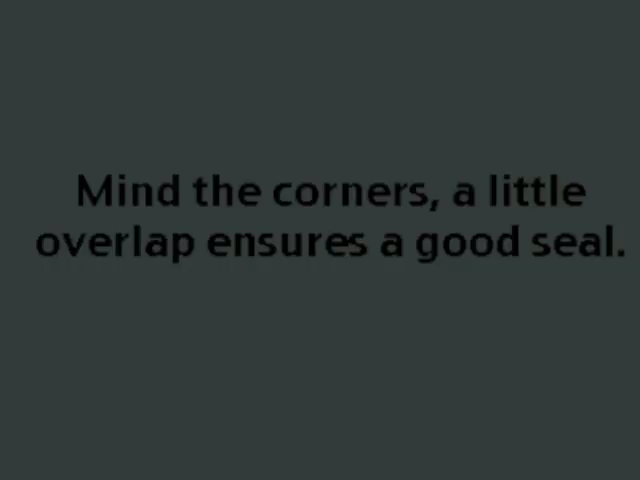 Mind the corners, a little
overlap ensures a good seal.